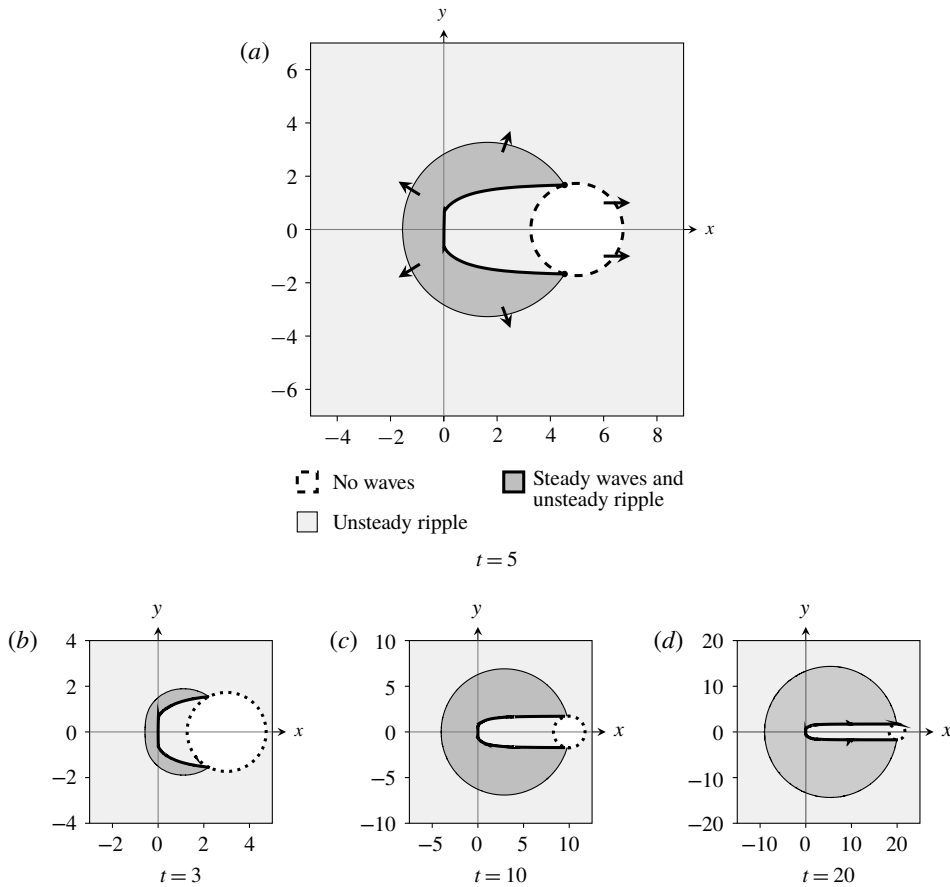 y
(a)
6
4
2
0
x
−2
−4
−6
−4 −2 0 2 4 6 8
No waves
Steady waves and
unsteady ripple
Unsteady ripple
t = 5
(b) y
4
2
0 x
−2
−4
−2 0 2 4
t = 3
(c) y
10
5
0 x
−5
−10
−5 0 5 10
t = 10
(d) y
20
10
0 x
−10
−20
−10 0 10 20
t = 20